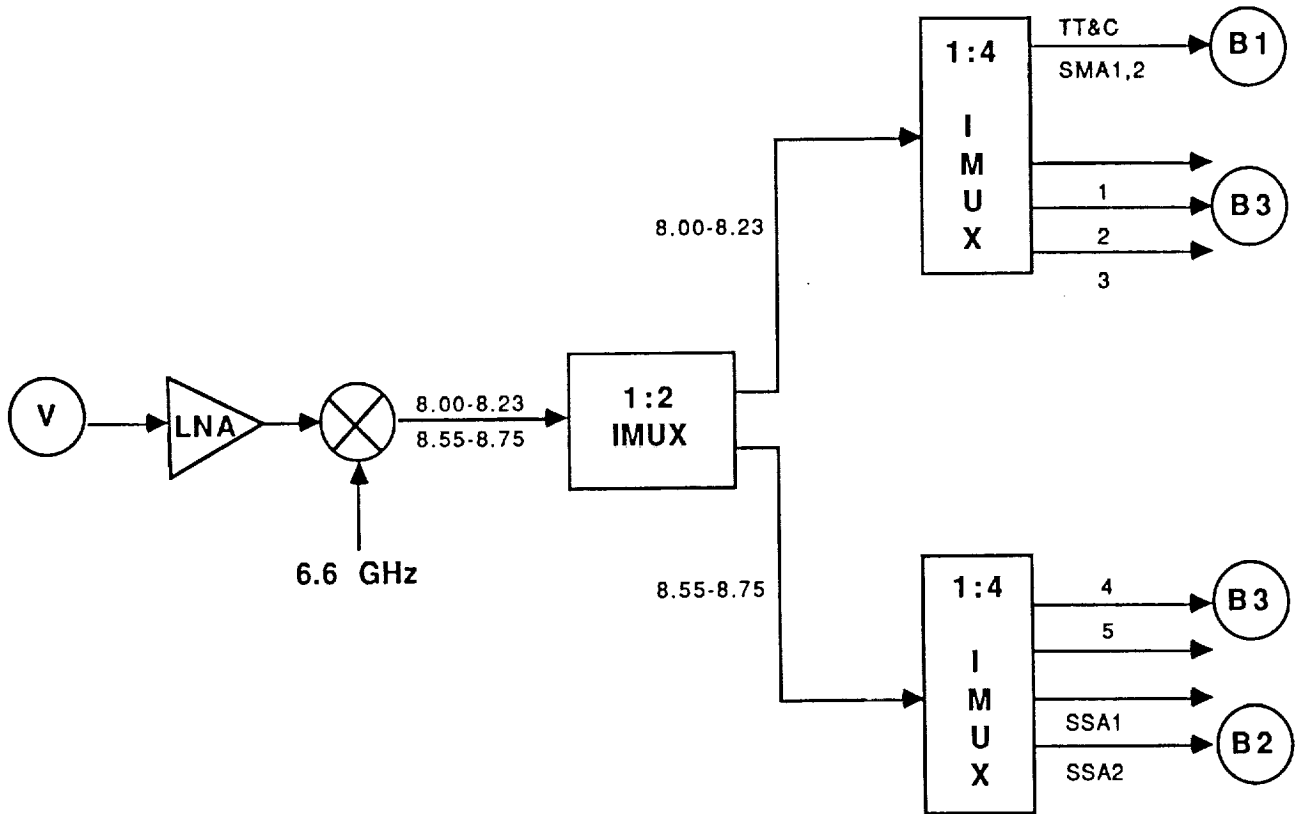 1:4
I
M
U
X
TT&C
SMA1,2
B1
1
2
3
B3
8.00-8.23
V
LNA
8.00-8.23
8.55-8.75
6.6 GHz
1:2
IMUX
8.55-8.75
1:4
I
M
U
X
4
5
B3
SSA1
SSA2
B2